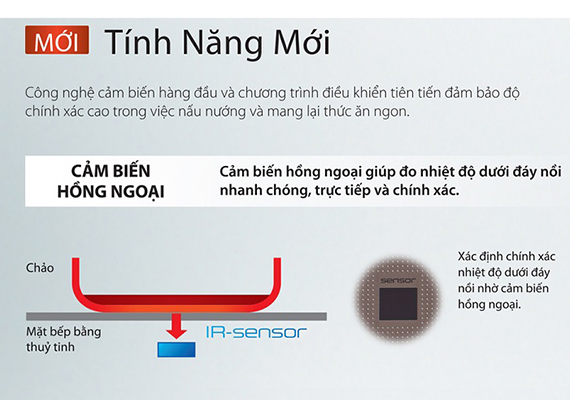 MỚI Tính Năng Mới
Công nghệ cảm biến hàng đầu và chương trình điều khiển tiên tiến đảm bảo độ
chính xác cao trong việc nấu nướng và mang lại thức ăn ngon.
CẢM BIẾN
HỒNG NGOẠI
Cảm biến hồng ngoại giúp đo nhiệt độ dưới đáy nồi
nhanh chóng, trực tiếp và chính xác.
Chảo
Mặt bếp bằng
thuỷ tinh
IR-sensor
sensor
Xác định chính xác
nhiệt độ dưới đáy
nồi nhờ cảm biến
hồng ngoại.